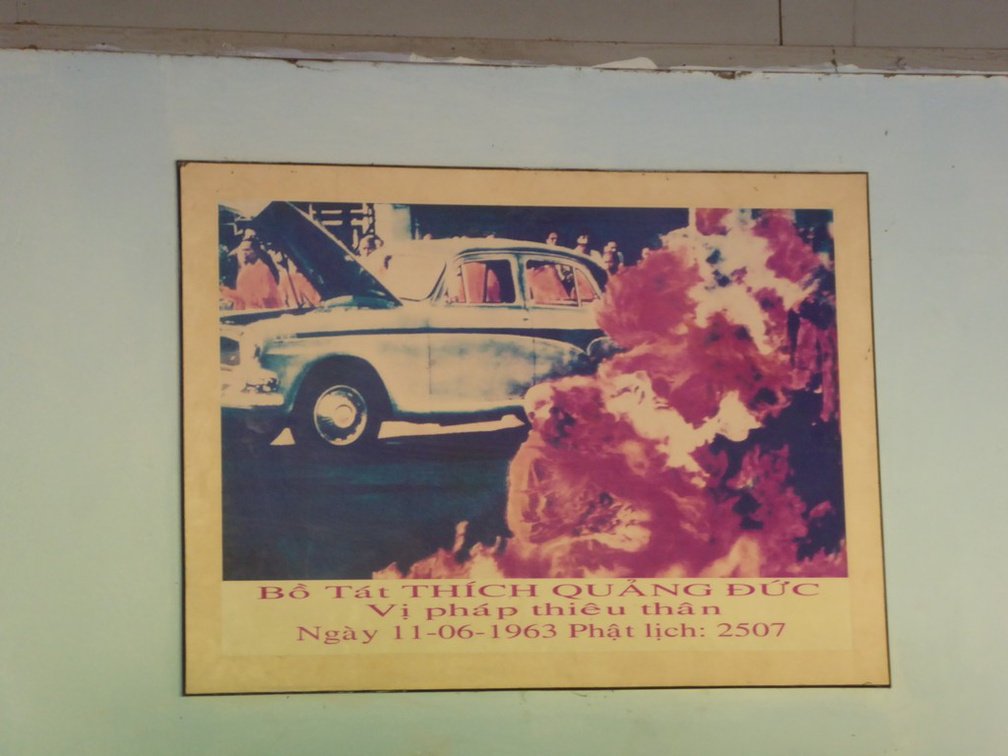 Bồ Tát THÍCH QUẢNG ĐỨC
Vị pháp thiêu thân
Ngày 11-06-1963 Phật lịch: 2507